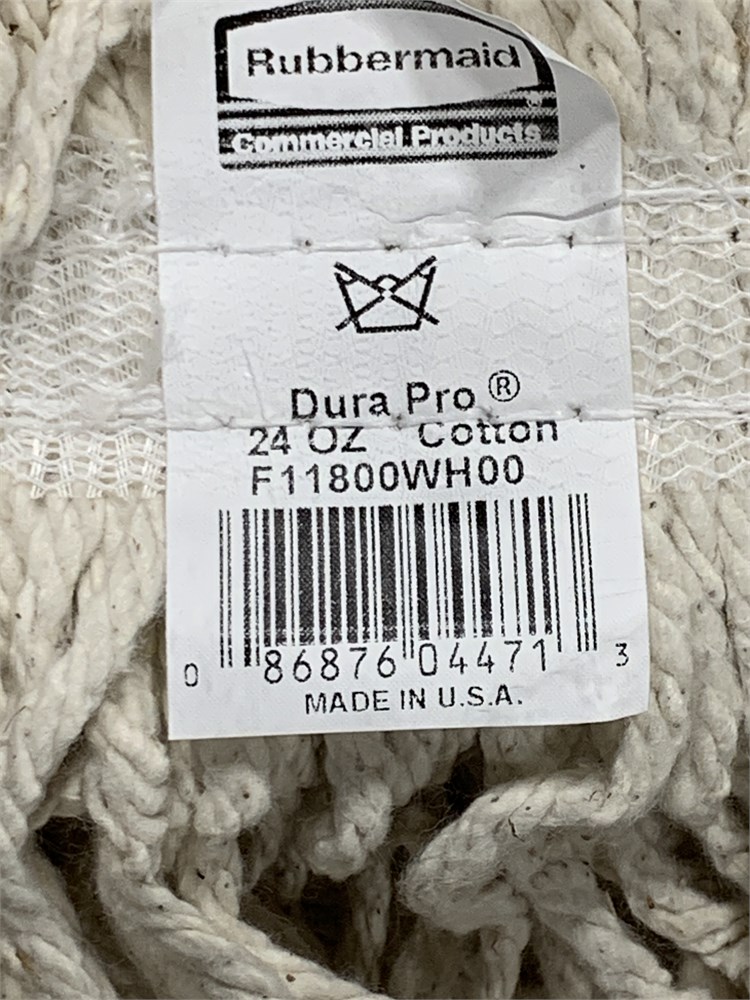 Rubbermaid
®
Commercial Products
Dura Pro ®
24 OZ Cotton
F11800WH00
0 86876 04471 3
MADE IN U.S.A.